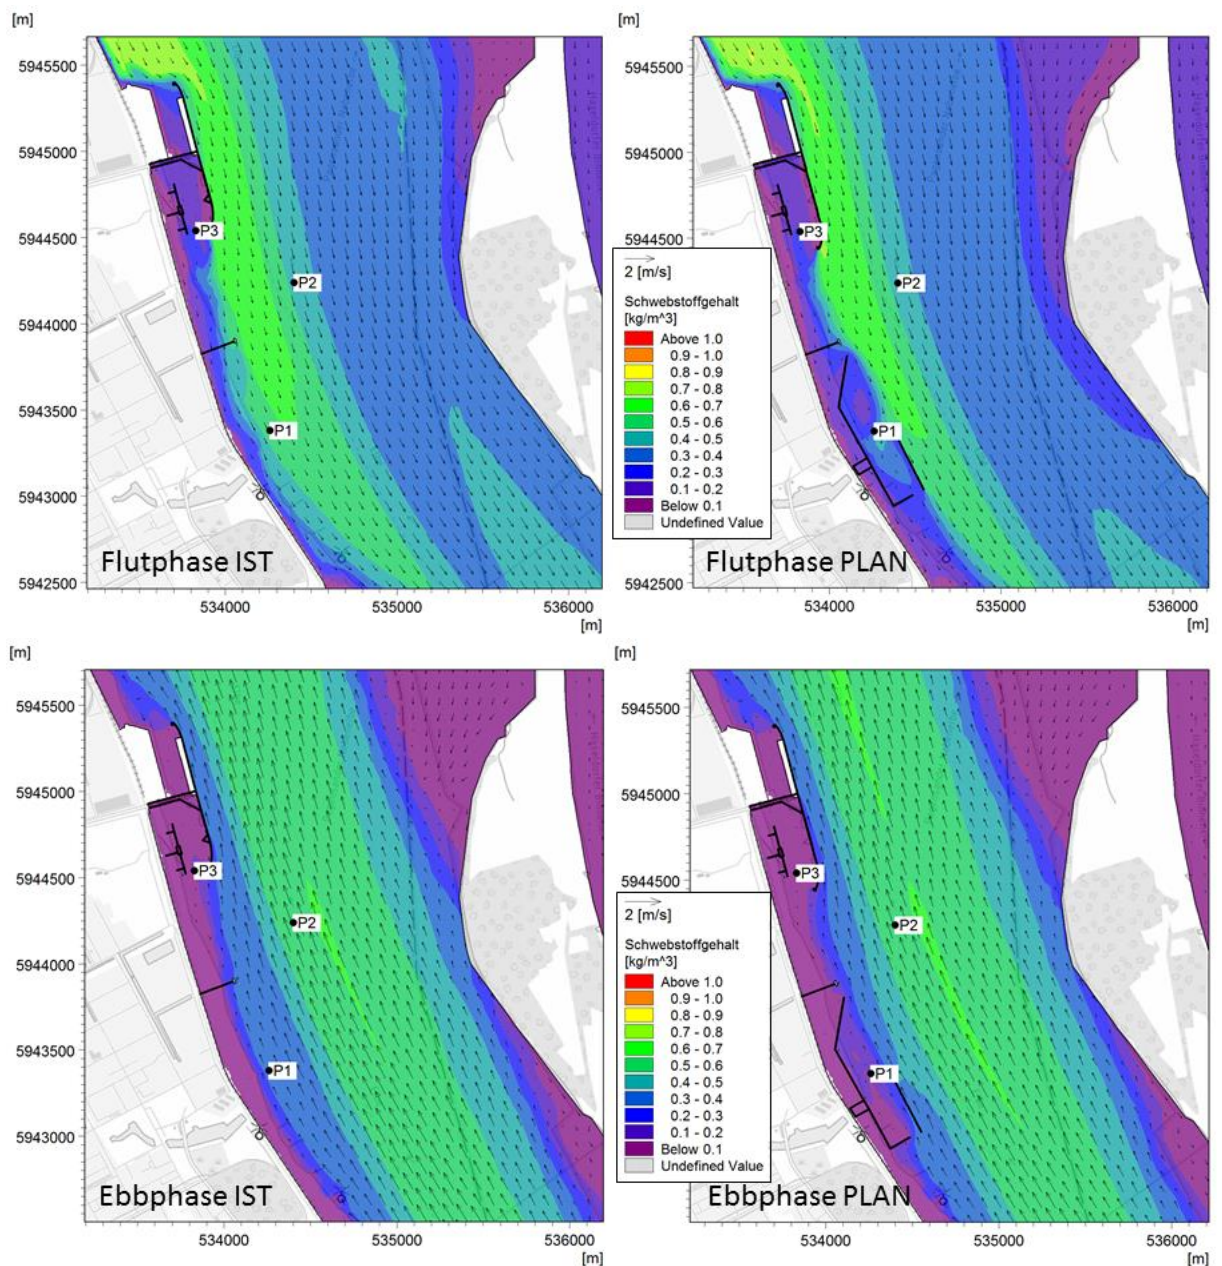 [m]
[m]
5945500
5945000
5944500
5944000
5943500
5943000
5942500
P3
P2
P1
Flutphase IST
534000
535000
536000
[m]
5945500
5945000
5944500
5944000
5943500
5943000
5942500
P3
P2
P1
Flutphase PLAN
534000
535000
536000
[m]
2 [m/s]
Schwebstoffgehalt
[kg/m^3]
Above 1.0
0.9 - 1.0
0.8 - 0.9
0.7 - 0.8
0.6 - 0.7
0.5 - 0.6
0.4 - 0.5
0.3 - 0.4
0.2 - 0.3
0.1 - 0.2
Below 0.1
Undefined Value
[m]
[m]
5945500
5945000
5944500
5944000
5943500
5943000
P3
P2
P1
Ebbphase IST
534000
535000
536000
[m]
5945500
5945000
5944500
5944000
5943500
5943000
P3
P2
P1
Ebbphase PLAN
534000
535000
536000
[m]
2 [m/s]
Schwebstoffgehalt
[kg/m^3]
Above 1.0
0.9 - 1.0
0.8 - 0.9
0.7 - 0.8
0.6 - 0.7
0.5 - 0.6
0.4 - 0.5
0.3 - 0.4
0.2 - 0.3
0.1 - 0.2
Below 0.1
Undefined Value